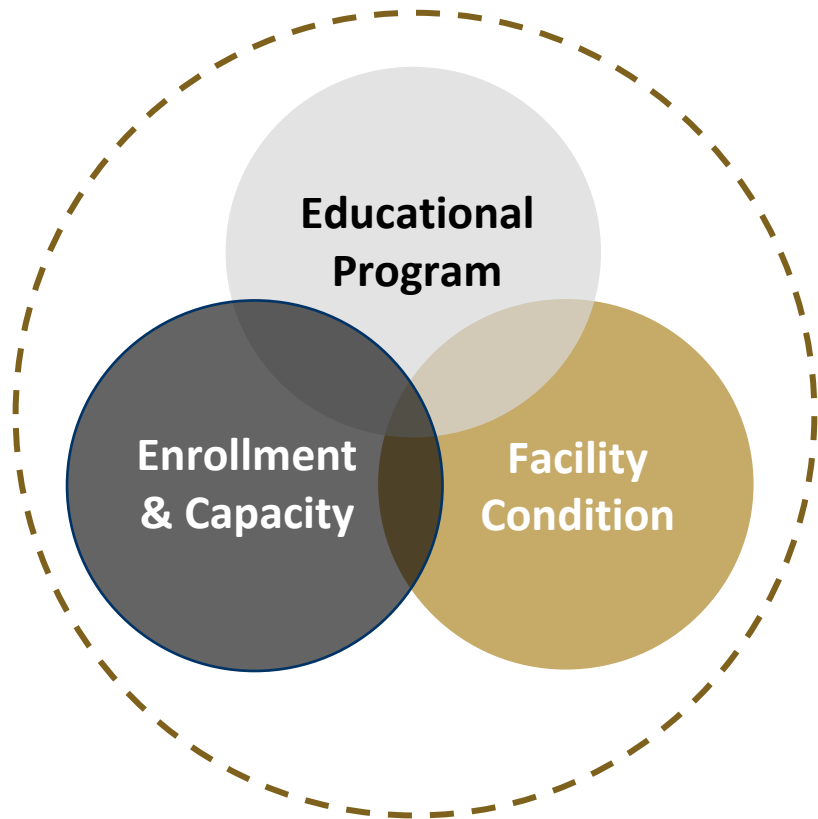 Educational
Program
Enrollment
& Capacity
Facility
Condition